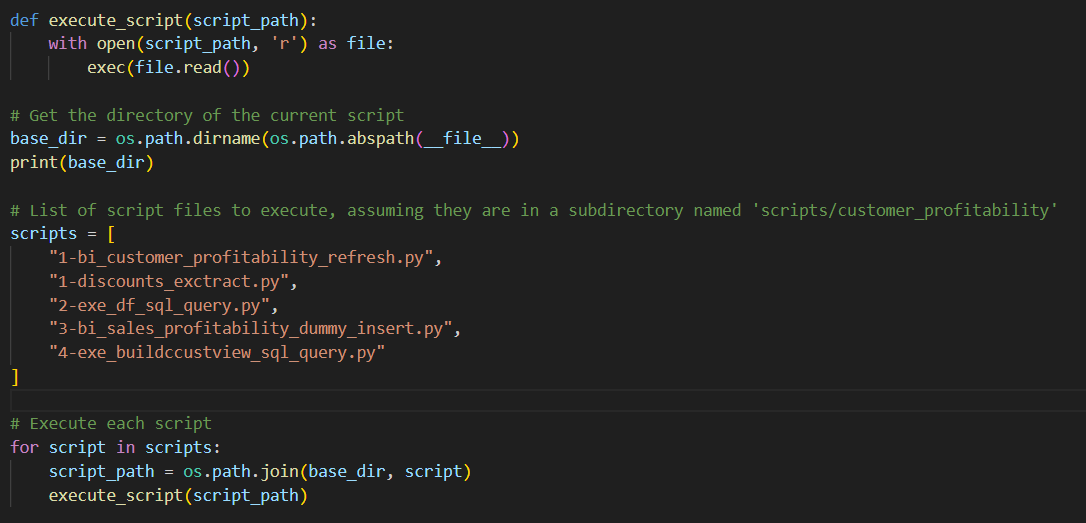 def execute_script(script_path):
    with open(script_path, 'r') as file:
        exec(file.read())
# Get the directory of the current script
base_dir = os.path.dirname(os.path.abspath(__file__))
print(base_dir)
# List of script files to execute, assuming they are in a subdirectory named 'scripts/customer_profitability'
scripts = [
    "1-bi_customer_profitability_refresh.py",
    "1-discounts_exctract.py",
    "2-exe_df_sql_query.py",
    "3-bi_sales_profitability_dummy_insert.py",
    "4-exe_buildccustview_sql_query.py"
]
# Execute each script
for script in scripts:
    script_path = os.path.join(base_dir, script)
    execute_script(script_path)